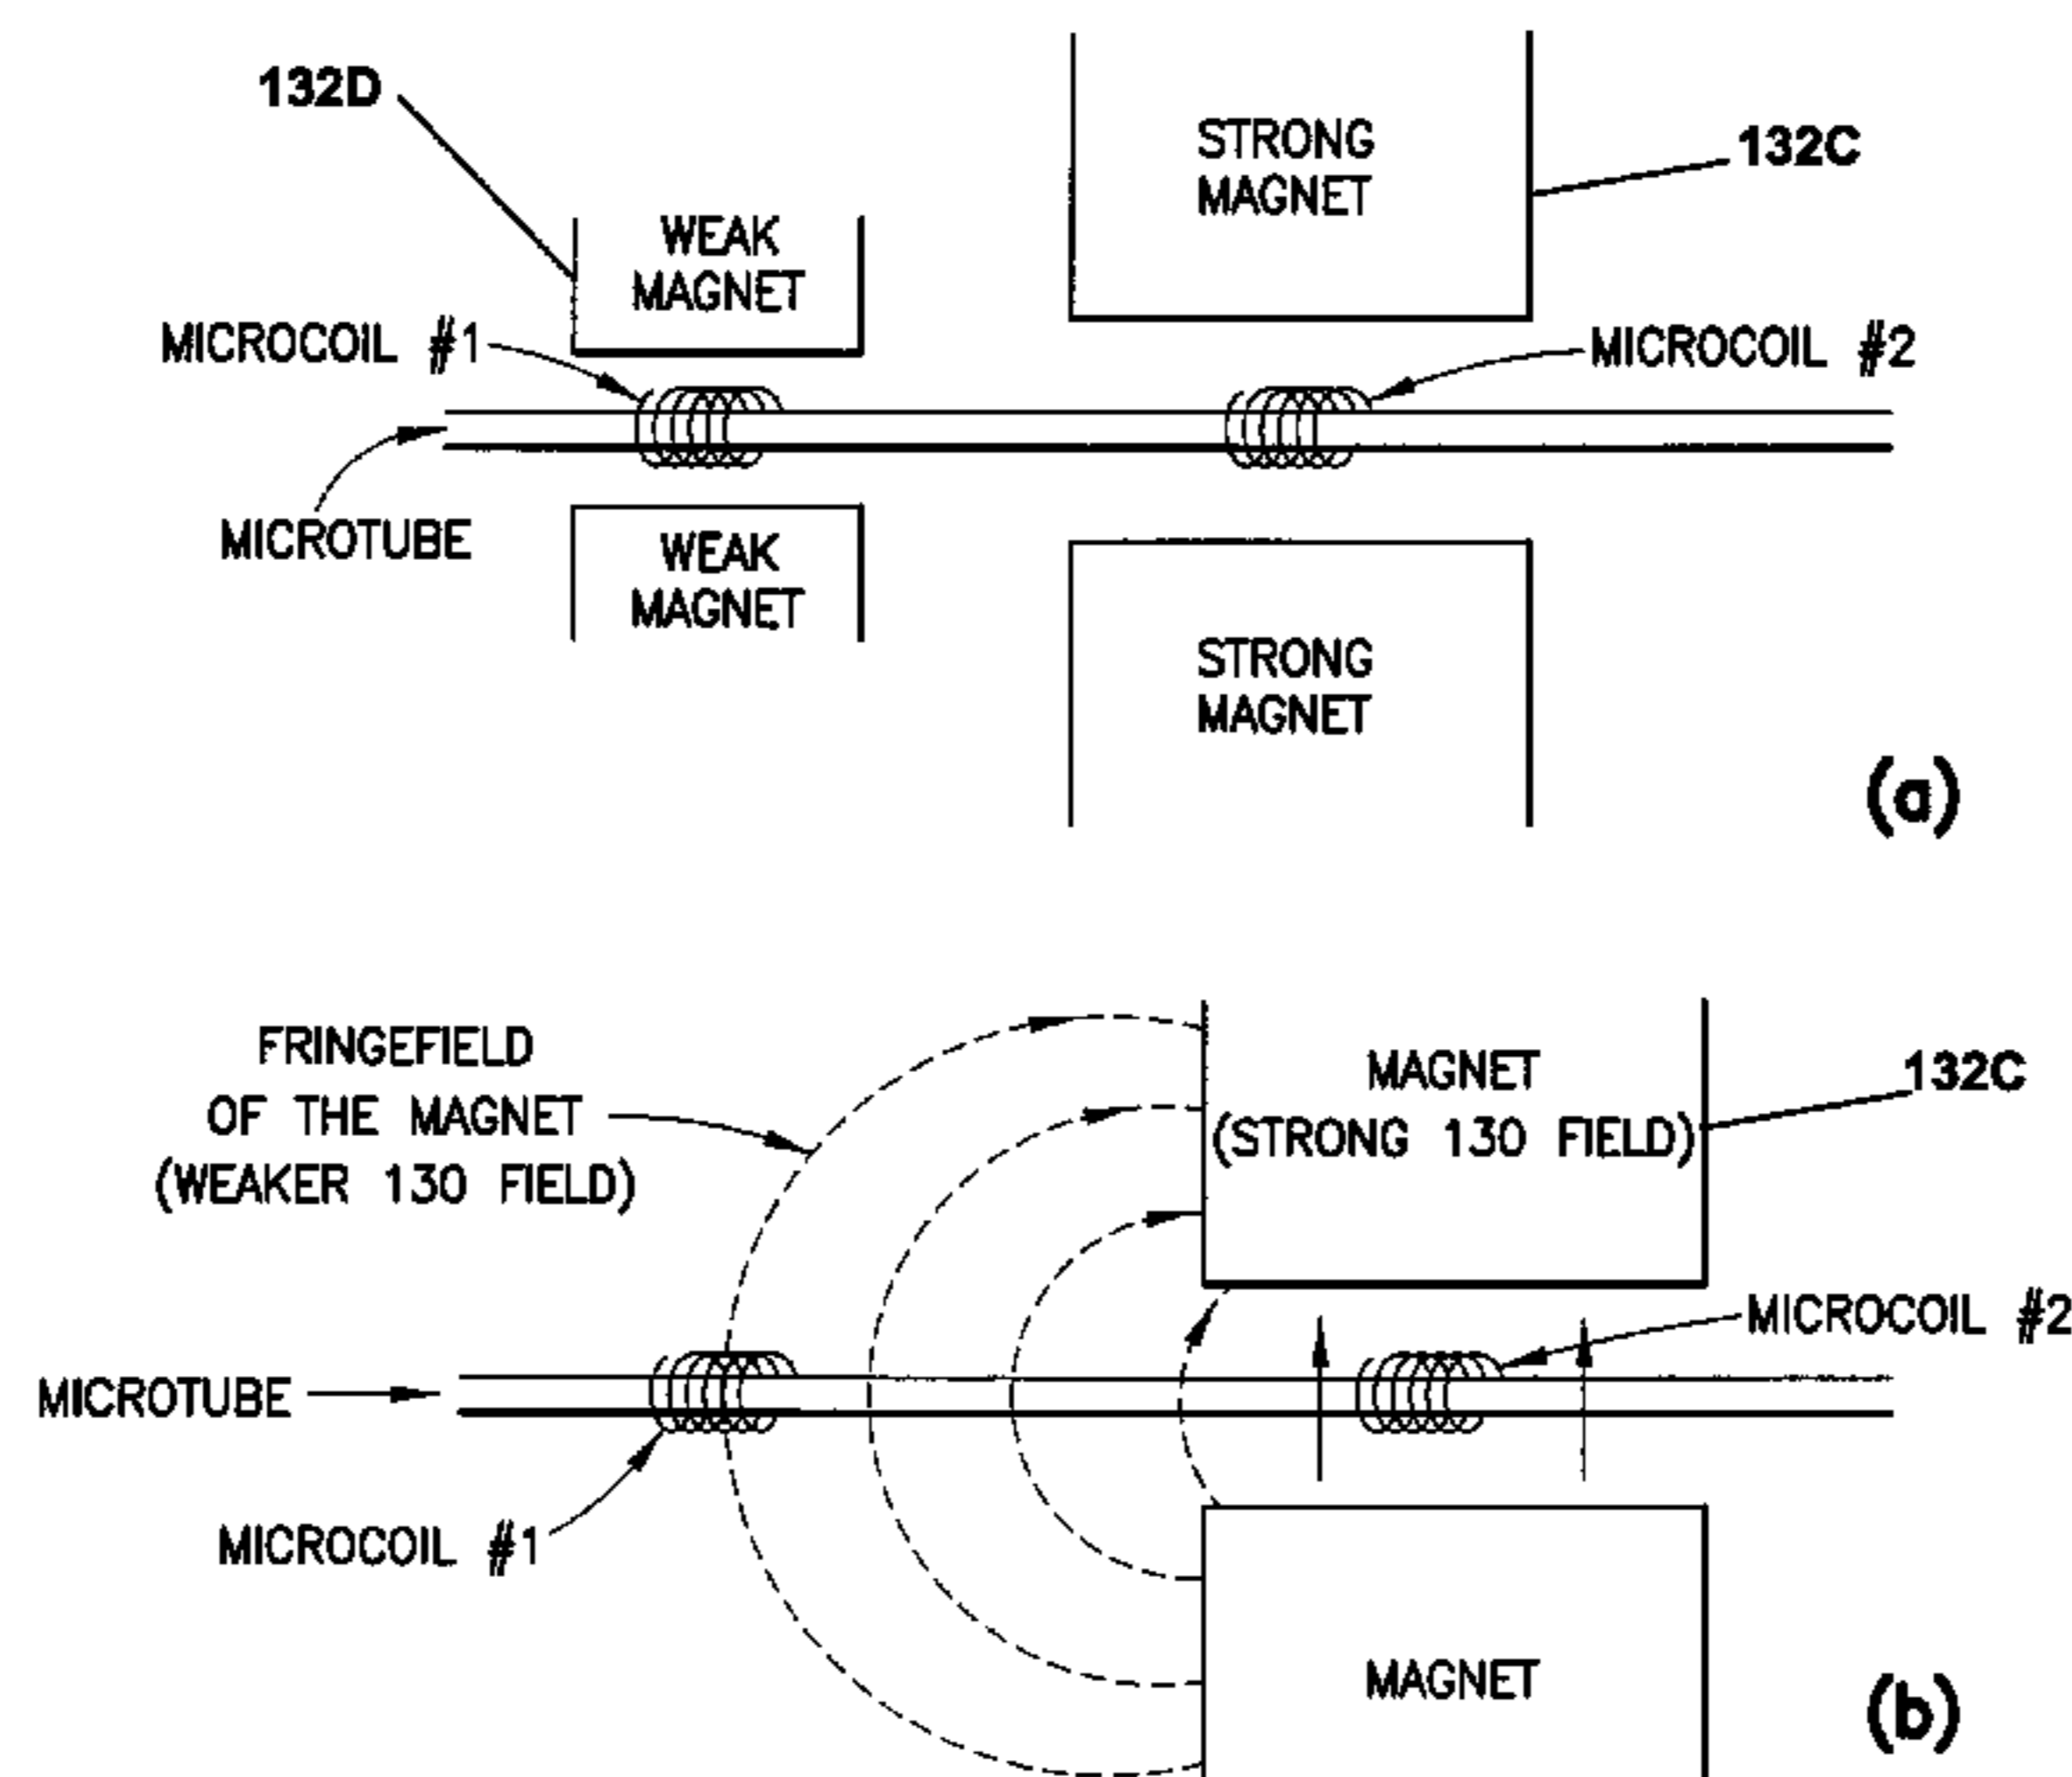 132D
STRONG
MAGNET
132C
WEAK
MAGNET
MICROCOIL #1
MICROCOIL #2
MICROTUBE
WEAK
MAGNET
STRONG
MAGNET
(a)
FRINGEFIELD
OF THE MAGNET
(WEAKER 130 FIELD)
MAGNET
(STRONG 130 FIELD)
132C
MICROCOIL #2
MICROTUBE
MICROCOIL #1
MAGNET
(b)